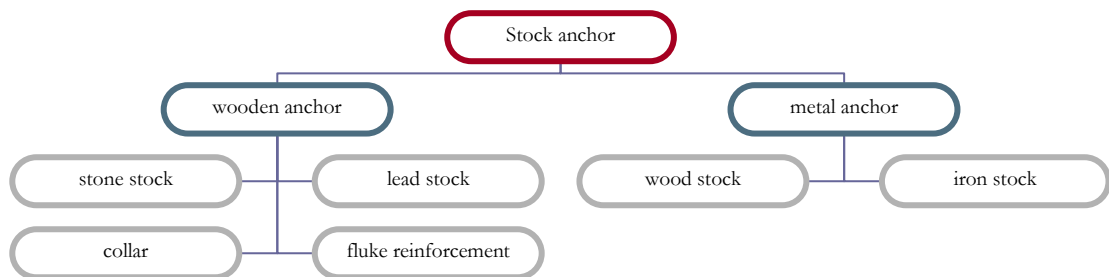 Stock anchor
wooden anchor
metal anchor
stone stock
lead stock
wood stock
iron stock
collar
fluke reinforcement